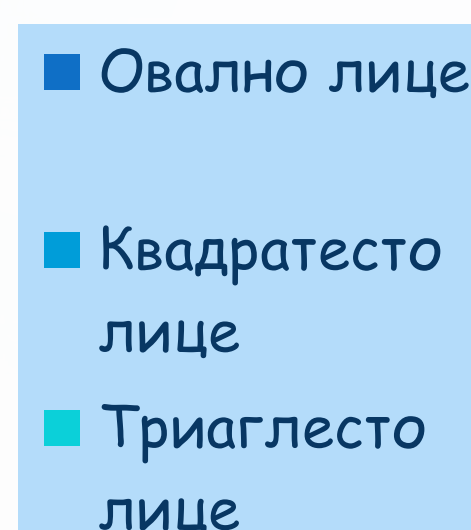 Овално лице
Квадратесто
лице
Триаглесто
лице